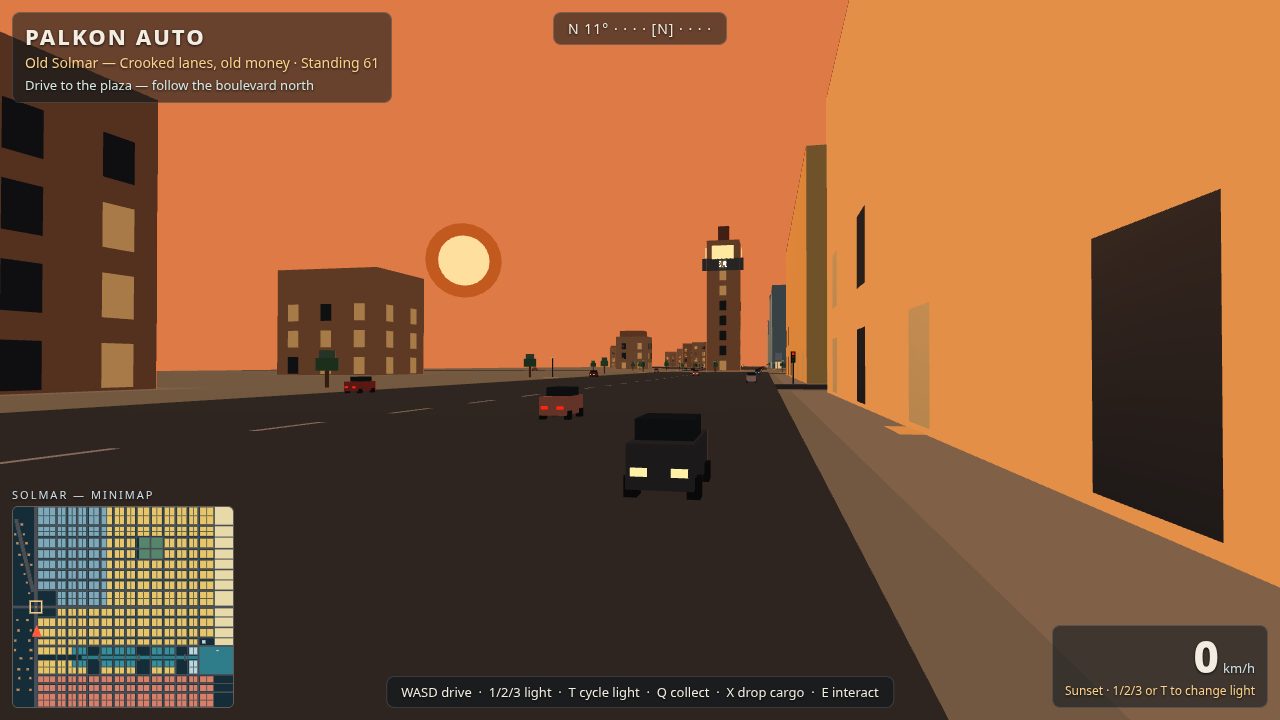 PALKON AUTO
Old Solmar — Crooked lanes, old money · Standing 61
Drive to the plaza — follow the boulevard north
N 11° · · · · [N] · · · ·
SOLMAR — MINIMAP
WASD drive · 1/2/3 light · T cycle light · Q collect · X drop cargo · E interact
0 km/h
Sunset · 1/2/3 or T to change light